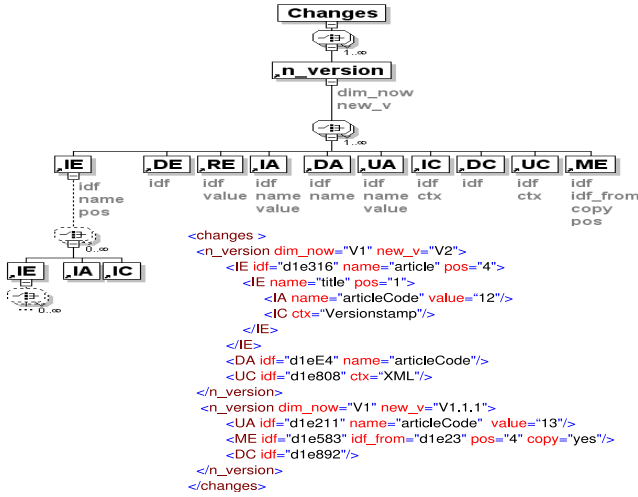 Changes
1..∞
n_version
dim_now
new_v
1..∞
IE DE RE IA DA UA IC DC UC ME
idf
name
pos
idf
idf
value
idf
name
value
idf
name
idf
name
value
idf
ctx
idf
idf
ctx
idf
idf_from
copy
pos
0..∞
IE IA IC
0..∞
<changes >
<n_version dim_now="V1" new_v="V2">
<IE idf="d1e316" name="article" pos="4">
<IE name="title" pos="1">
<IA name="articleCode" value=“12”/>
<IC ctx=“Versionstamp”/>
</IE>
</IE>
<DA idf="d1eE4" name="articleCode"/>
<UC idf="d1e808" ctx=“XML”/>
</n_version>
<n_version dim_now="V1" new_v="V1.1.1">
<UA idf="d1e211" name="articleCode" value=“13”/>
<ME idf="d1e583" idf_from="d1e23" pos="4" copy="yes"/>
<DC idf="d1e892"/>
</n_version>
</changes>